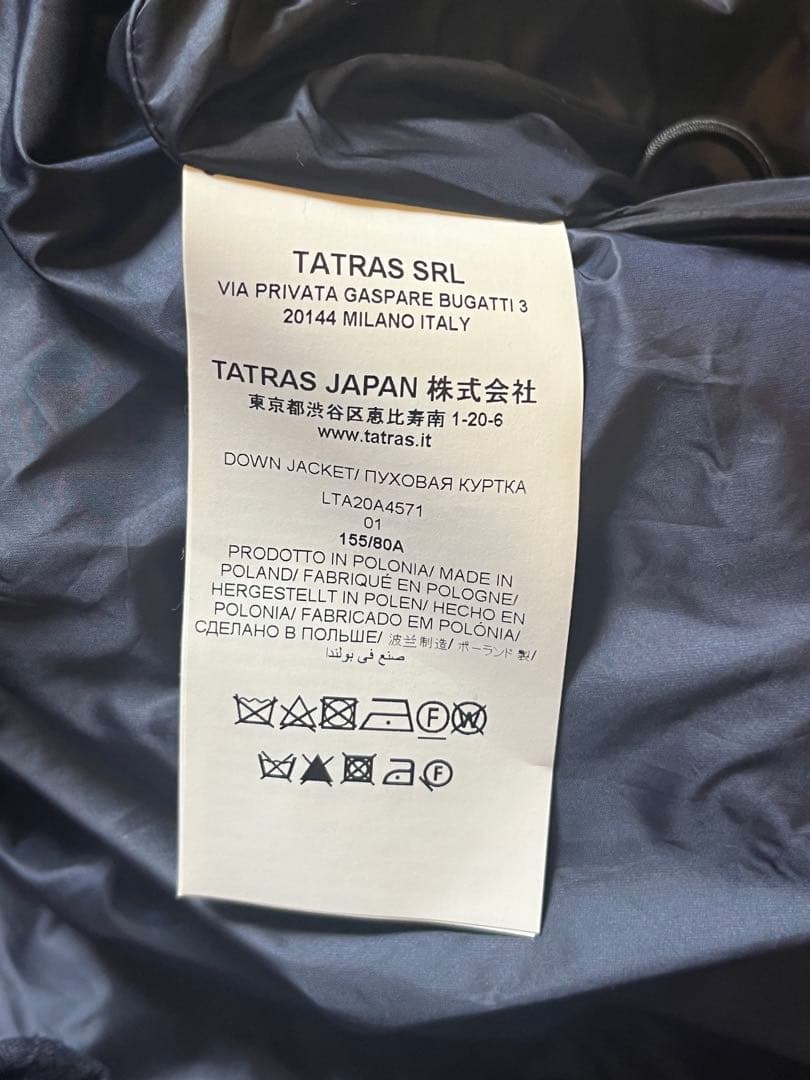 TATRAS SRL
VIA PRIVATA GASPARE BUGATTI 3
20144 MILANO ITALY
TATRAS JAPAN 株式会社
東京都渋谷区恵比寿南 1-20-6
www.tatras.it
DOWN JACKET/ ПУХОВАЯ КУРТКА
LTA20A4571
01
155/80A
PRODOTTO IN POLONIA/ MADE IN
POLAND/ FABRIQUÉ EN POLOGNE/
HERGESTELLT IN POLEN/ HECHO EN
POLONIA/ FABRICADO EM POLÓNIA/
СДЕЛАНО В ПОЛЬШЕ/ 波兰制造/ ポーランド 製/
صنع في بولندا
F W
F